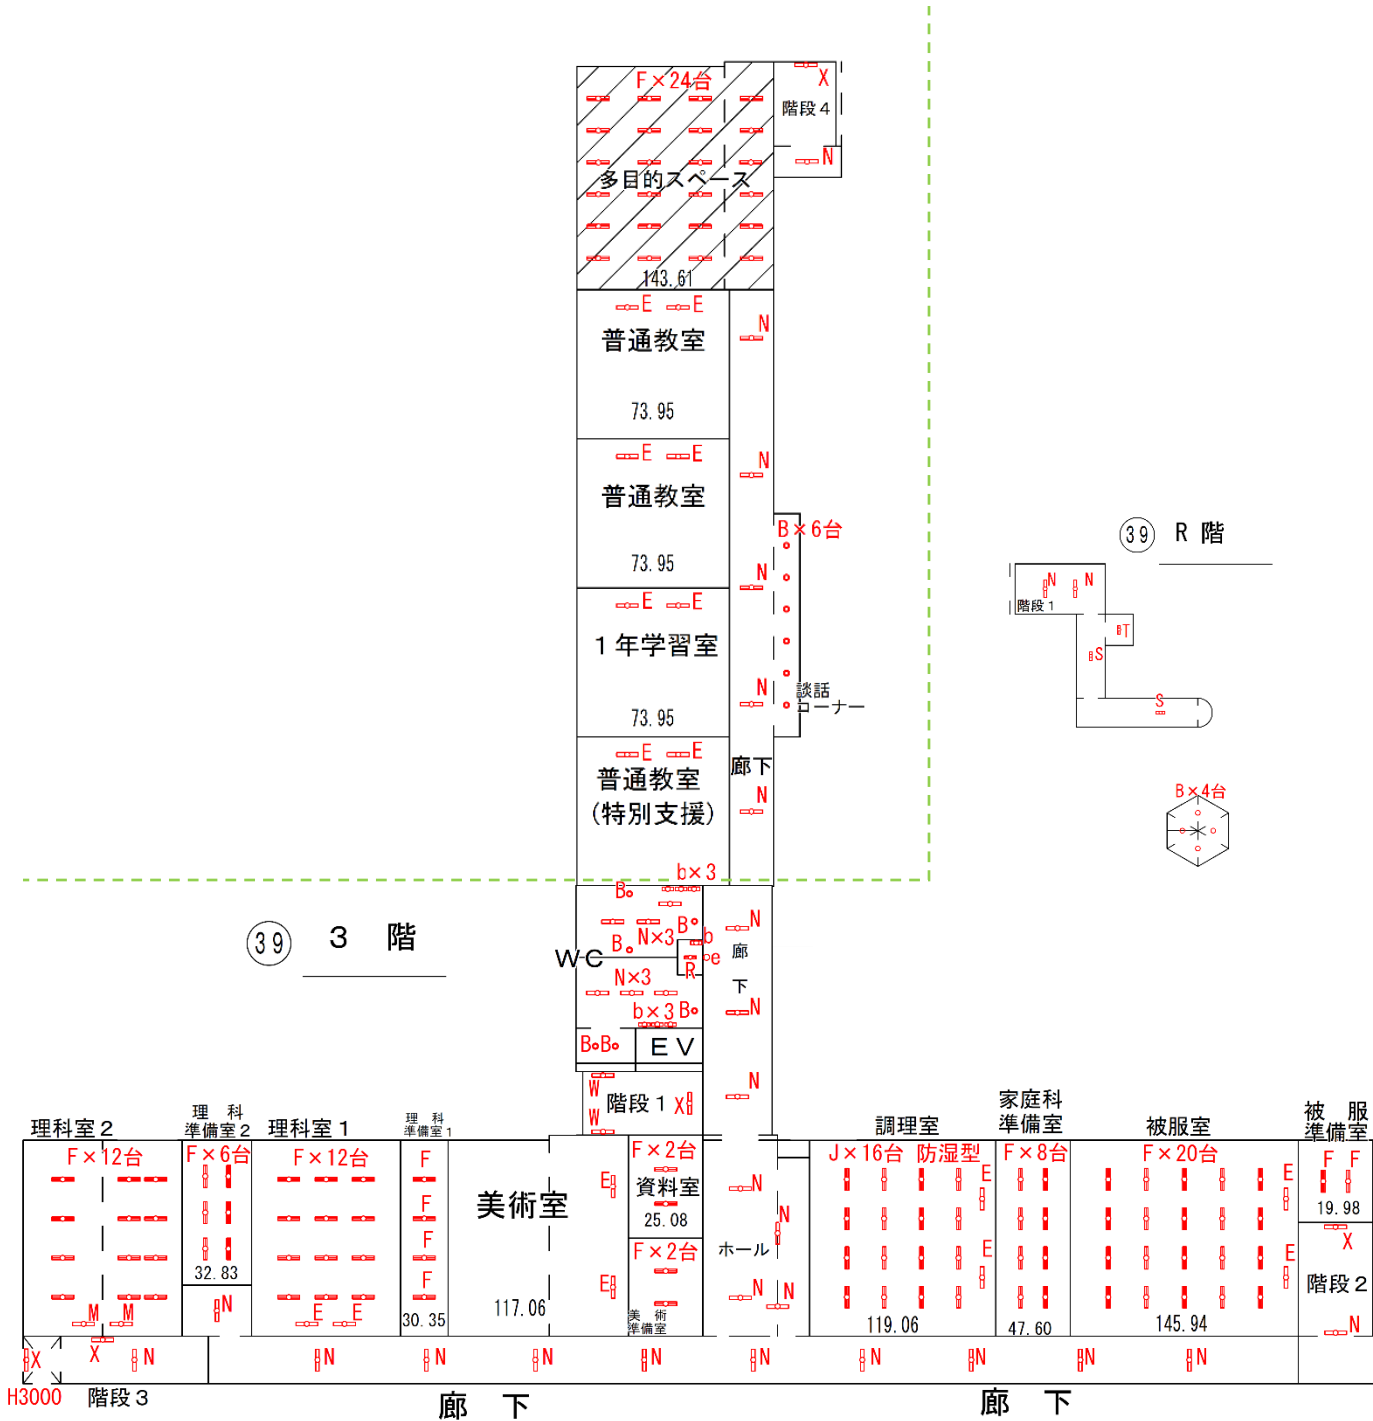 F×24台
X
階段4
N
多目的スペース
143.61
E E
N
普通教室
73.95
E E
N
普通教室
B×6台
73.95
N
E E
1年学習室
N
談話
コーナー
73.95
E E
廊下
普通教室
N
(特別支援)
39 R 階
N N
階段1
T
S
S
B×4台
39 3 階
b×3
B
B
N
N×3
b
B
廊
下
WC
e
R
N×3
N
b×3 B
B B
EV
N
W
階段1
X
W
理科室2
理 科
準備室2
理科室1
理 科
準備室1
調理室
家庭科
準備室
被服室
被 服
準備室
F×12台
F×6台
F×12台
F
F
F
F
美術室
E
E
F×2台
資料室
25.08
F×2台
美 術
準備室
N
N
ホール
N
N
J×16台 防湿型
E
E
F×8台
F×20台
E
E
F F
19.98
X
階段2
N
32.83
N
M M
E E
30.35
117.06
119.06
47.60
145.94
X
X
N
N
N
N
N
N
N
N
N
N
H3000
階段3
廊 下
廊 下